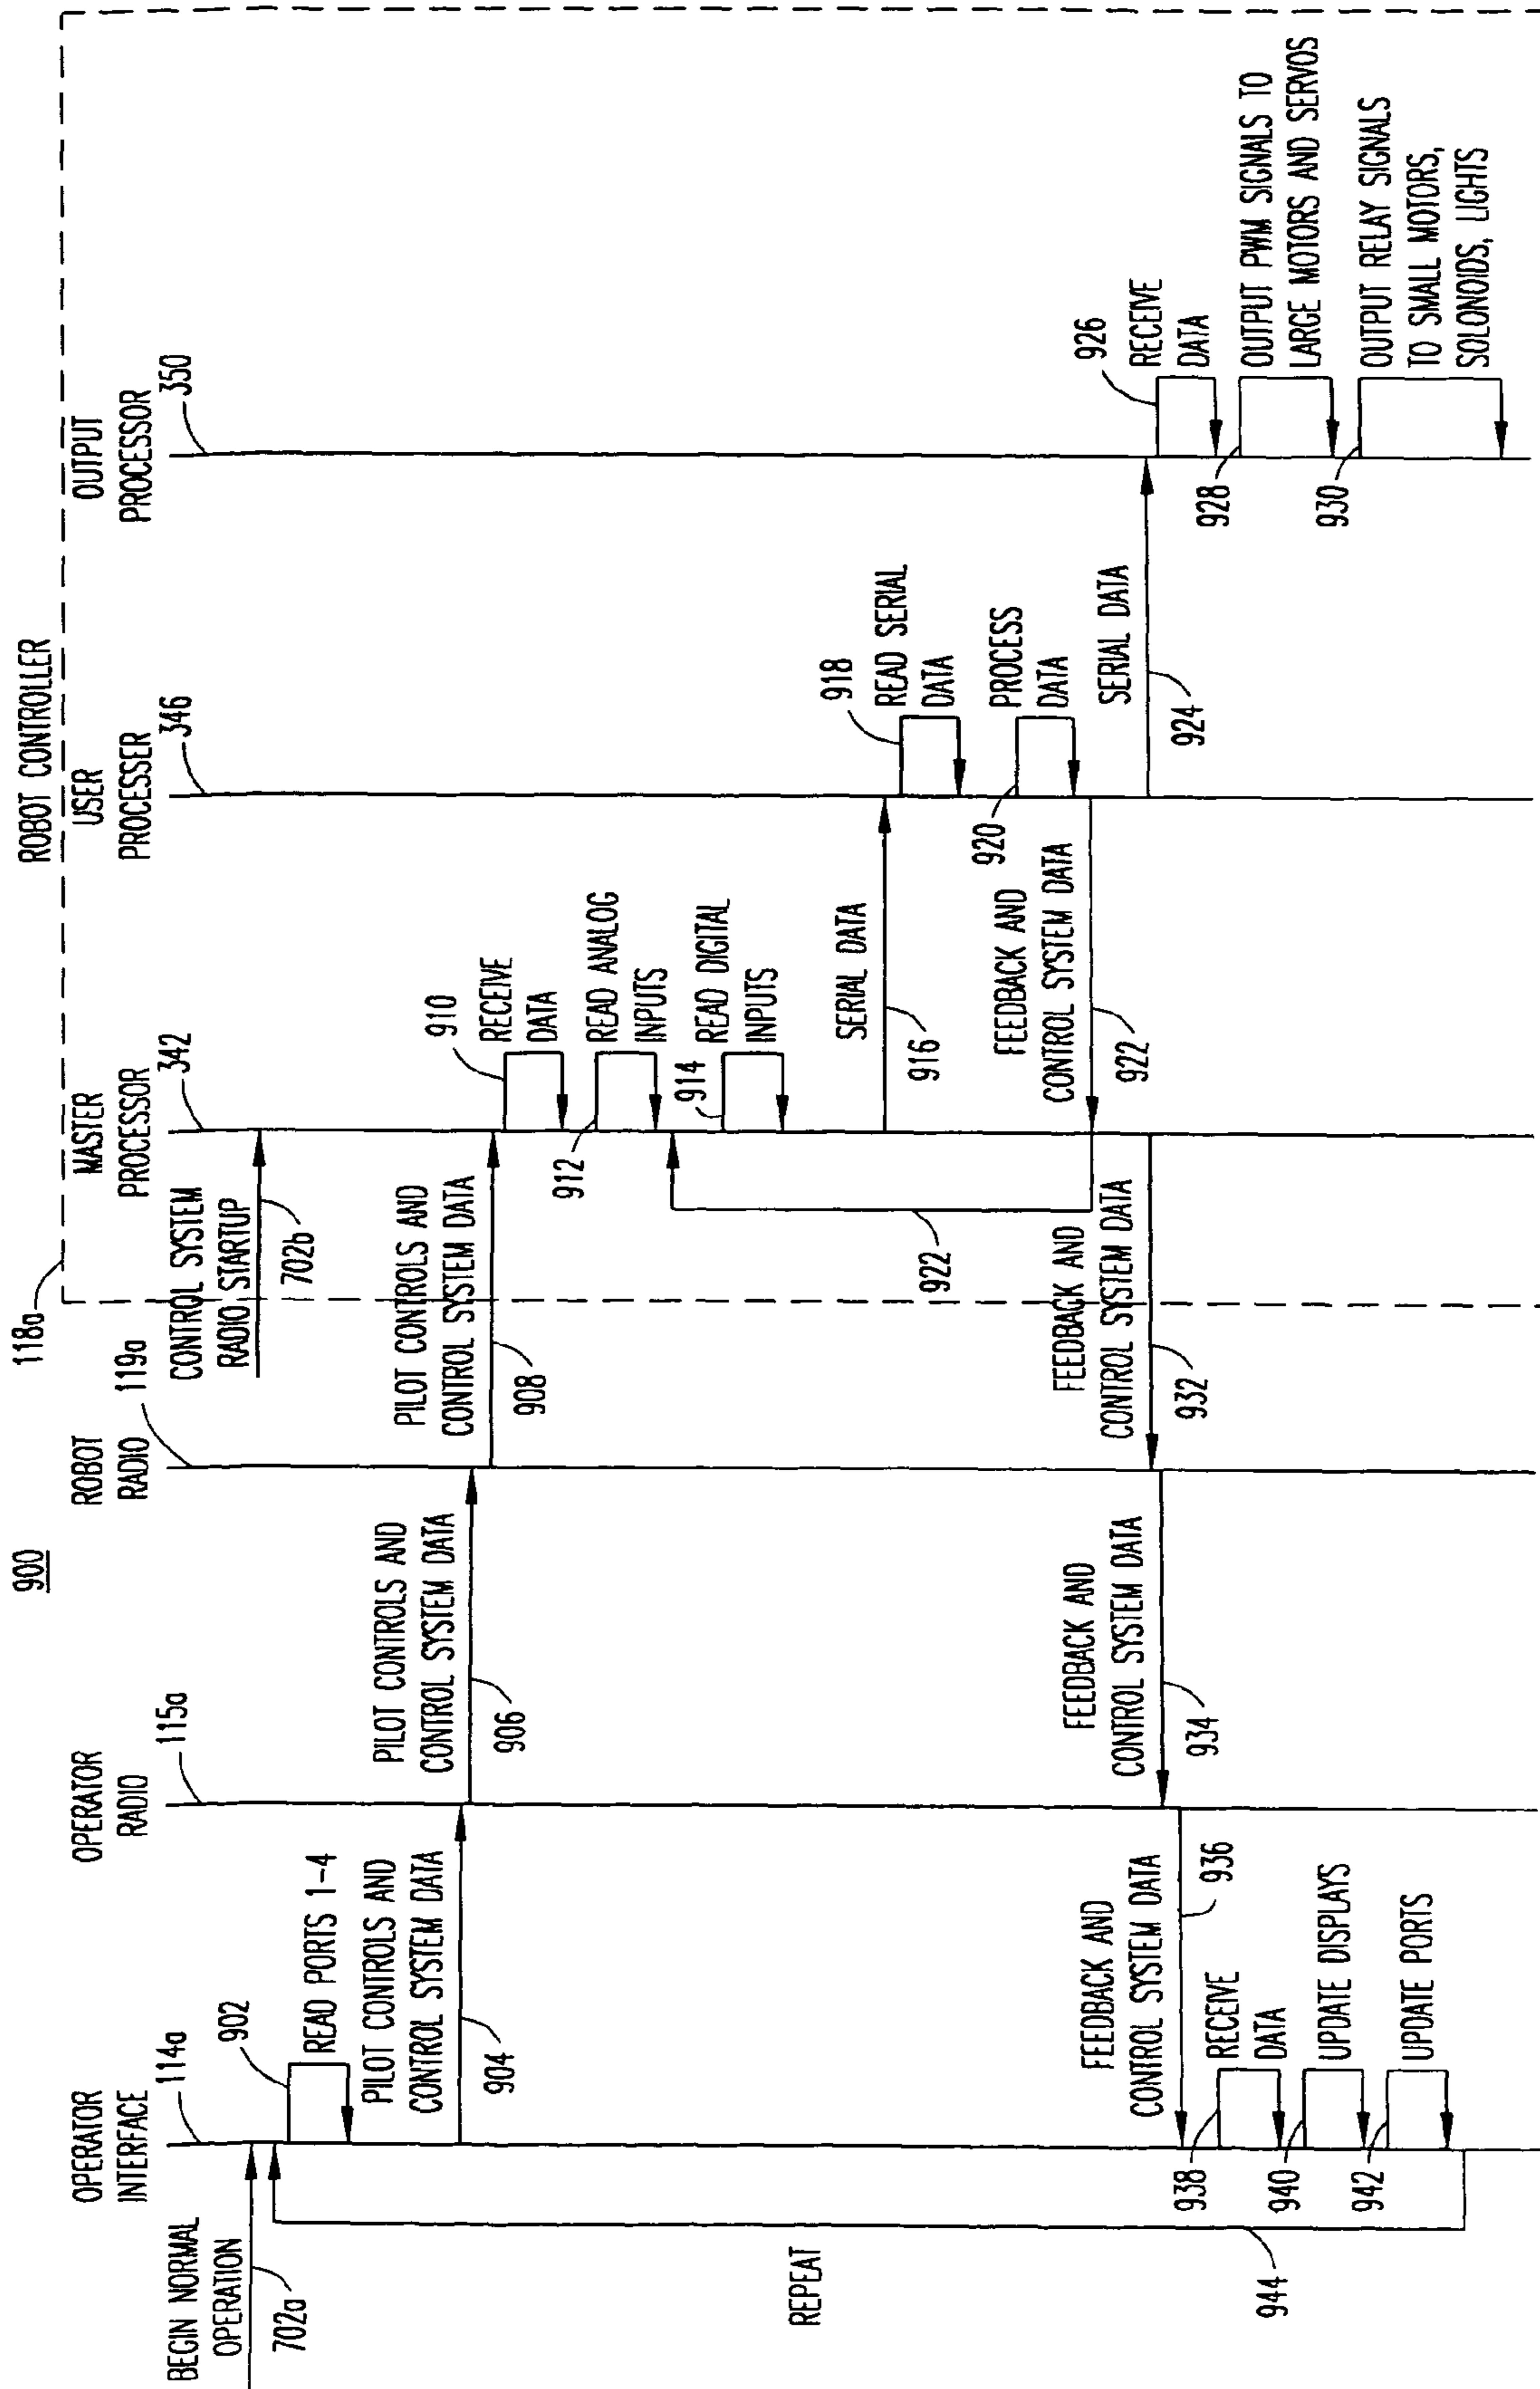 900
118a
ROBOT CONTROLLER
OPERATOR
INTERFACE
114a
OPERATOR
RADIO
115a
ROBOT
RADIO
119a
MASTER
PROCESSOR
342
USER
PROCESSER
346
OUTPUT
PROCESSOR
350
BEGIN NORMAL
OPERATION
702a
CONTROL SYSTEM
RADIO STARTUP
702b
902
READ PORTS 1-4
PILOT CONTROLS AND
CONTROL SYSTEM DATA
904
PILOT CONTROLS AND
CONTROL SYSTEM DATA
906
PILOT CONTROLS AND
CONTROL SYSTEM DATA
908
910
RECEIVE
DATA
912
READ ANALOG
INPUTS
914
READ DIGITAL
INPUTS
SERIAL DATA
916
918
READ SERIAL
DATA
920
PROCESS
DATA
FEEDBACK AND
CONTROL SYSTEM DATA
922
922
SERIAL DATA
924
926
RECEIVE
DATA
928
OUTPUT PWM SIGNALS TO
LARGE MOTORS AND SERVOS
930
OUTPUT RELAY SIGNALS
TO SMALL MOTORS,
SOLONOIDS, LIGHTS
FEEDBACK AND
CONTROL SYSTEM DATA
932
FEEDBACK AND
CONTROL SYSTEM DATA
934
FEEDBACK AND
CONTROL SYSTEM DATA
936
938
RECEIVE
DATA
940
UPDATE DISPLAYS
942
UPDATE PORTS
REPEAT
944